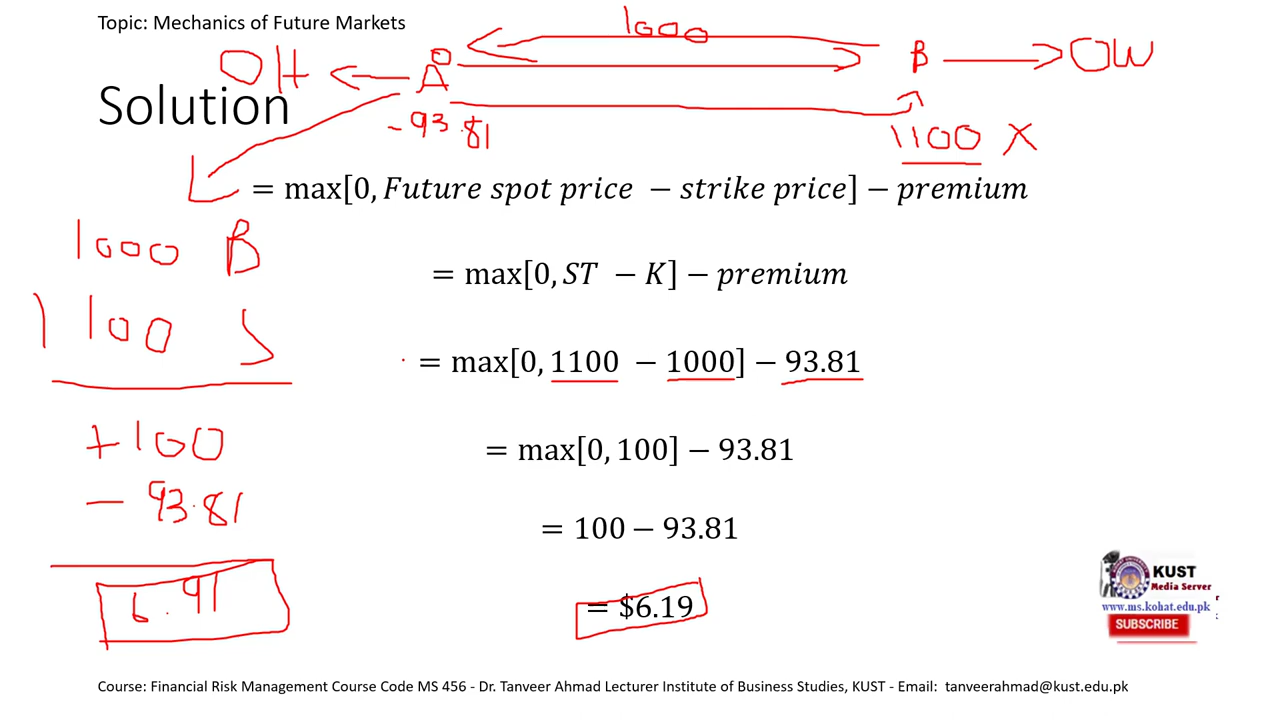 Topic: Mechanics of Future Markets
1000
OH
A
B
OW
Solution
-93.81
1100 X
= max[0, Future spot price − strike price] − premium
1000 B
= max[0, ST − K] − premium
1100 S
= max[0, 1100 − 1000] − 93.81
+100
= max[0, 100] − 93.81
- 93.81
= 100 − 93.81
6.91
= $6.19
KUST
Media Server
www.ms.kohat.edu.pk
SUBSCRIBE
Course: Financial Risk Management Course Code MS 456 - Dr. Tanveer Ahmad Lecturer Institute of Business Studies, KUST - Email: tanveerahmad@kust.edu.pk